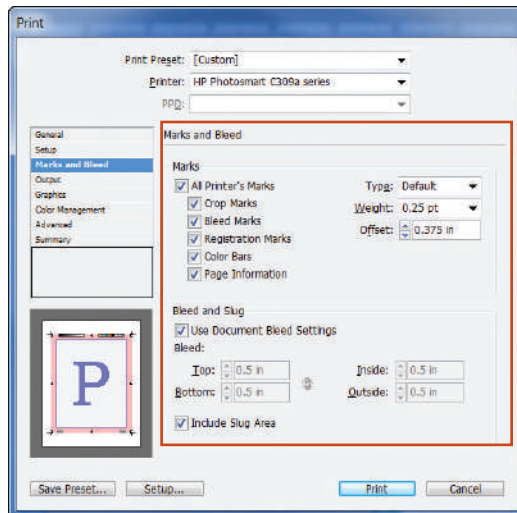 Print
Print Preset: [Custom]
Printer: HP Photosmart C309a series
PPD:
General
Setup
Marks and Bleed
Output
Graphics
Color Management
Advanced
Summary
Marks and Bleed
Marks
All Printer's Marks
Crop Marks
Bleed Marks
Registration Marks
Color Bars
Page Information
Type: Default
Weight: 0.25 pt
Offset: 0.375 in
Bleed and Slug
Use Document Bleed Settings
Bleed:
Top: 0.5 in Inside: 0.5 in
Bottom: 0.5 in Outside: 0.5 in
Include Slug Area
P
Save Preset... Setup... Print Cancel